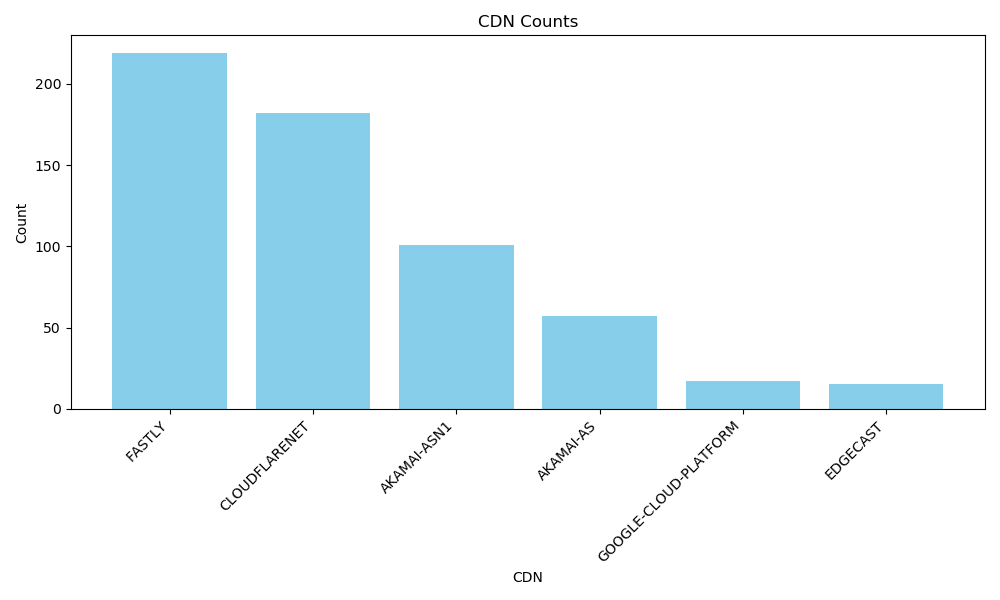 CDN Counts
Count
200
150
100
50
0
FASTLY
CLOUDFLARENET
AKAMAI-ASN1
AKAMAI-AS
GOOGLE-CLOUD-PLATFORM
EDGECAST
CDN